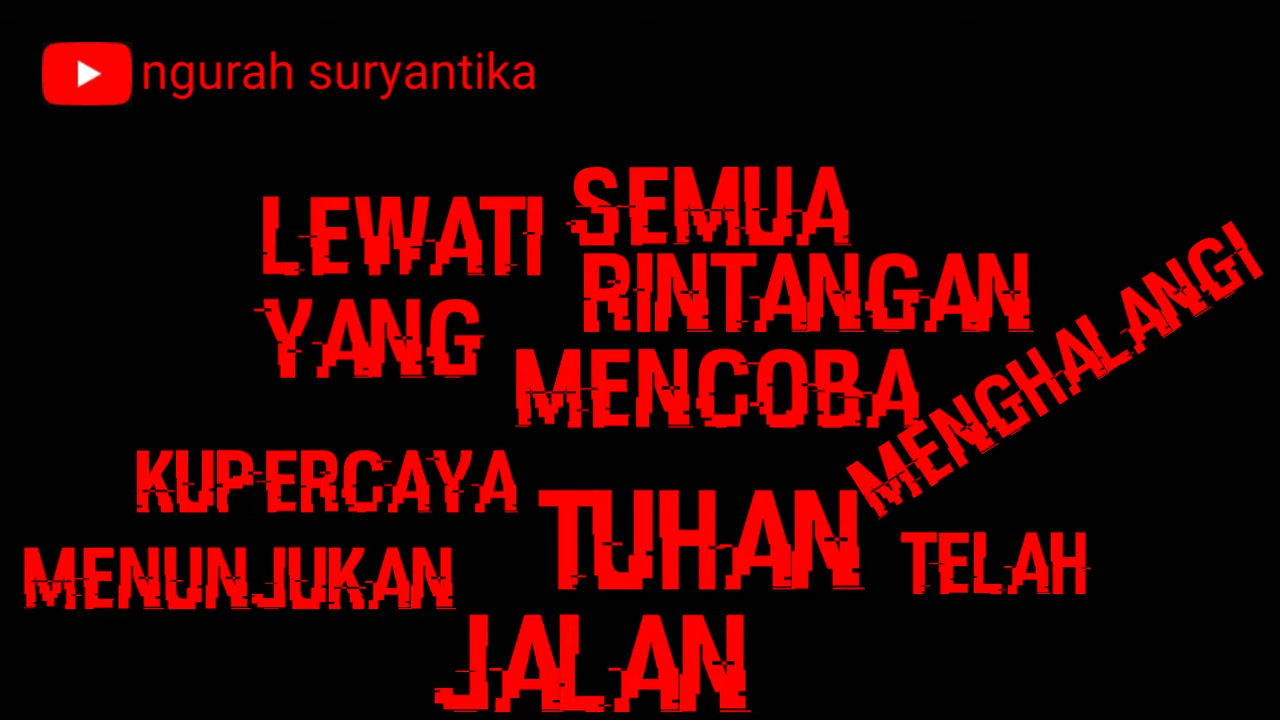 ngurah suryantika
LEWATI SEMUA
RINTANGAN
YANG MENCOBA
MENGHALANGI
KUPERCAYA TUHAN TELAH
MENUNJUKAN
JALAN